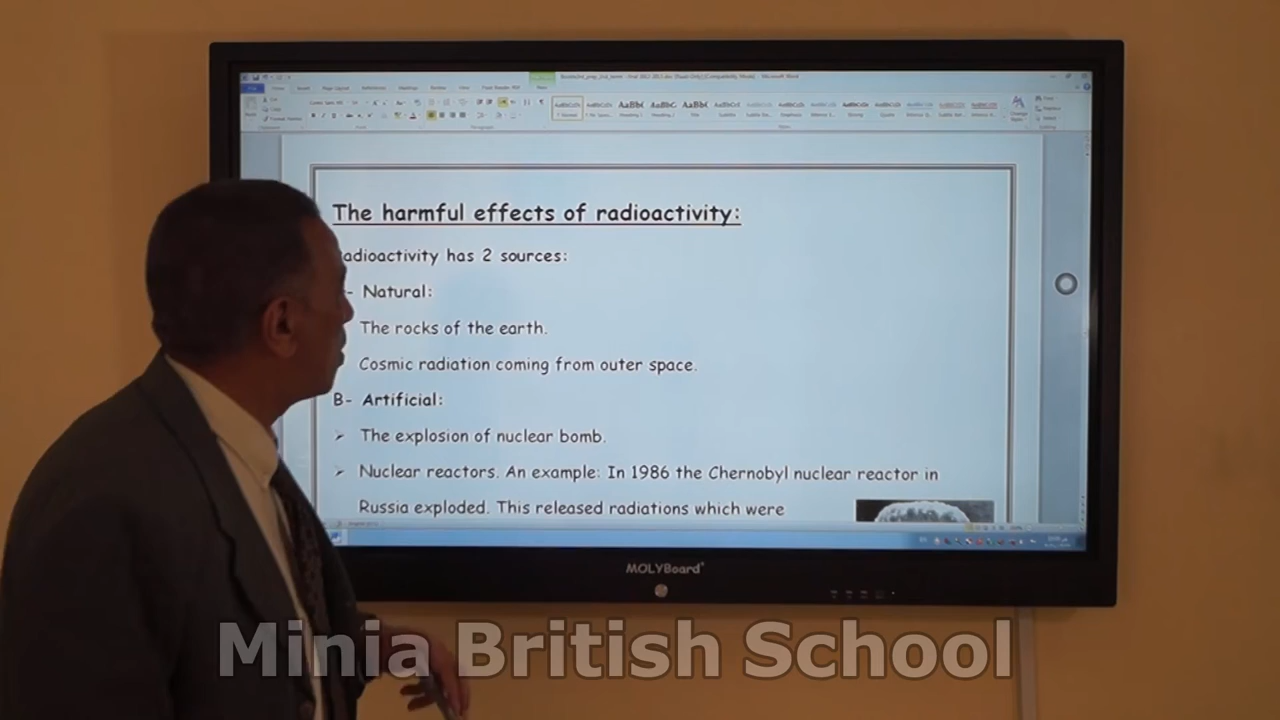 The harmful effects of radioactivity:
adioactivity has 2 sources:
- Natural:
The rocks of the earth.
Cosmic radiation coming from outer space.
B- Artificial:
➢ The explosion of nuclear bomb.
➢ Nuclear reactors. An example: In 1986 the Chernobyl nuclear reactor in
Russia exploded. This released radiations which were
MOLYBoard
Minia British School